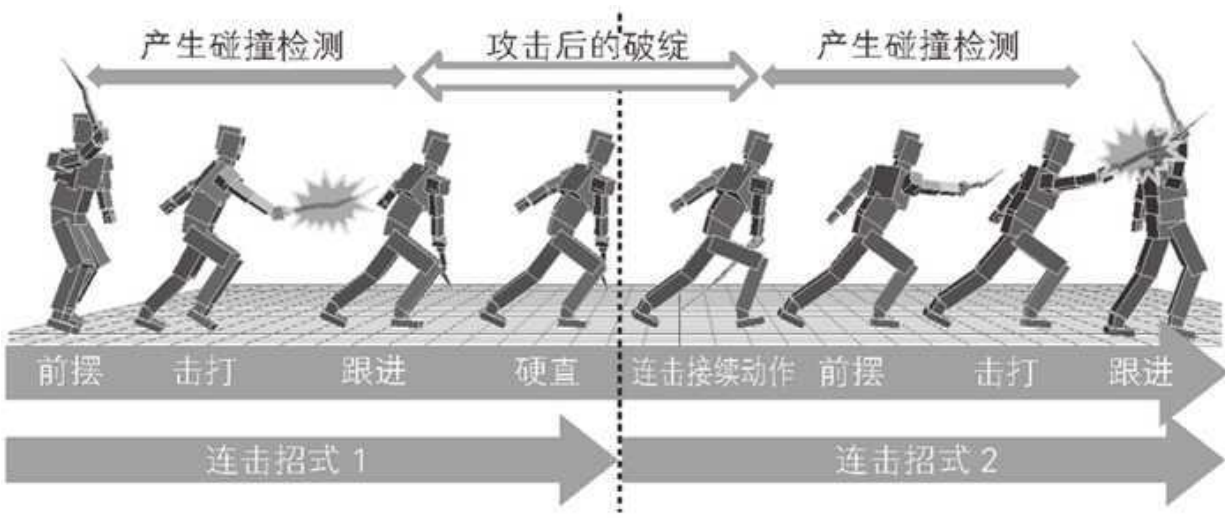 产生碰撞检测 攻击后的破绽 产生碰撞检测
前摆 击打 跟进 硬直 连击接续动作 前摆 击打 跟进
连击招式 1 连击招式 2